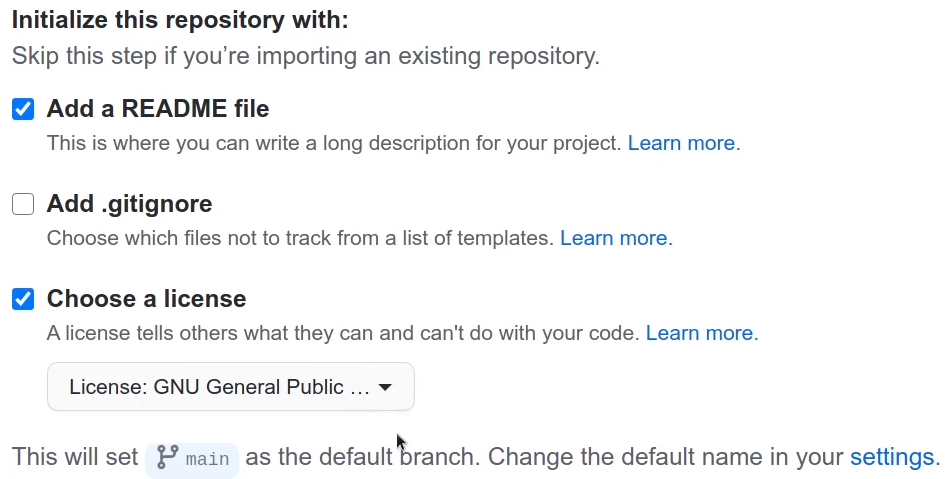 Initialize this repository with:
Skip this step if you’re importing an existing repository.
Add a README file
This is where you can write a long description for your project. Learn more.
Add .gitignore
Choose which files not to track from a list of templates. Learn more.
Choose a license
A license tells others what they can and can't do with your code. Learn more.
License: GNU General Public ...
This will set main as the default branch. Change the default name in your settings.